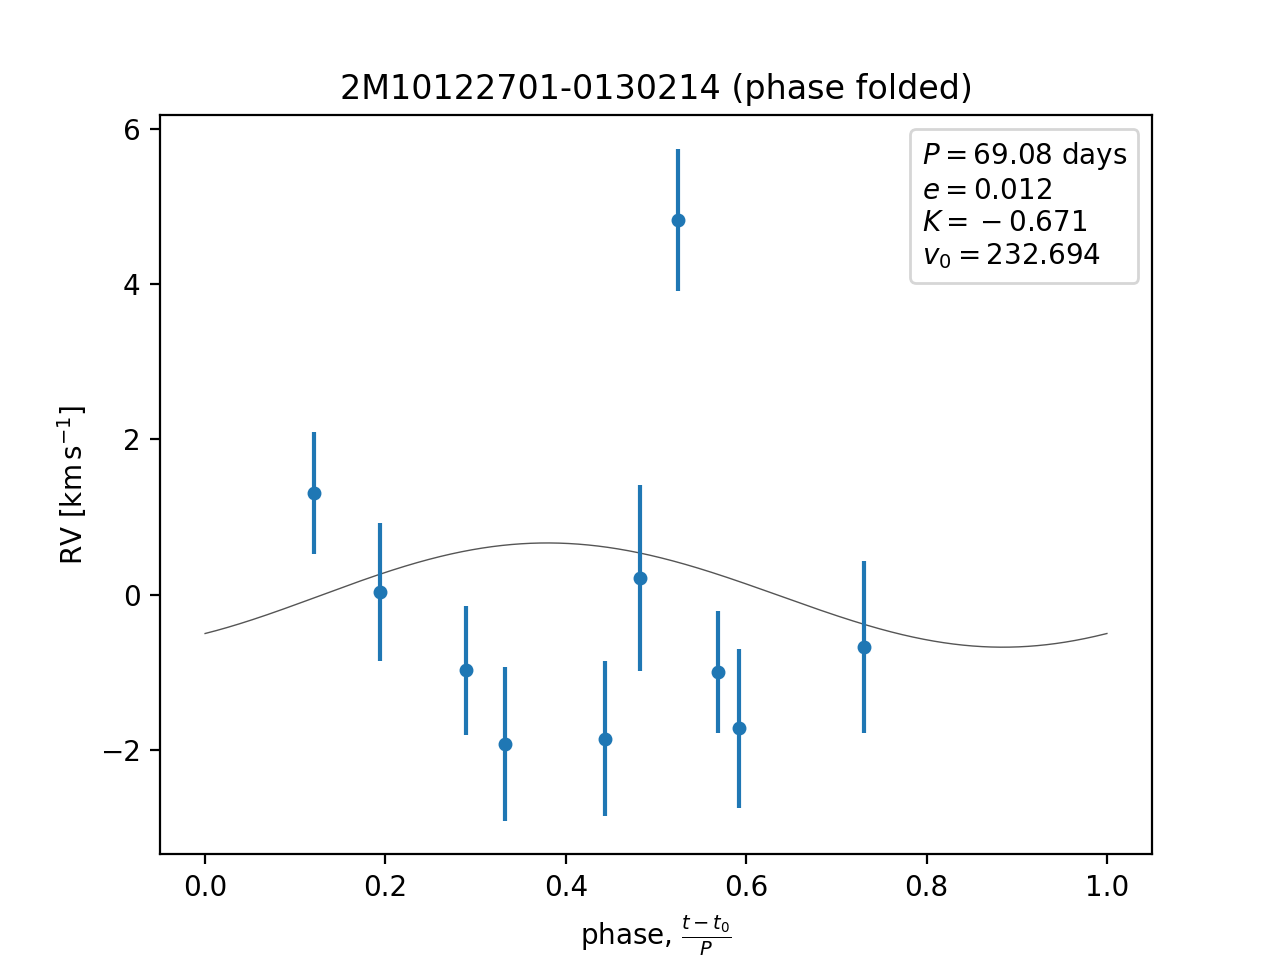 2M10122701-0130214 (phase folded)
P = 69.08 days
e = 0.012
K = −0.671
v₀ = 232.694
6
4
2
0
−2
RV [km s⁻¹]
0.0 0.2 0.4 0.6 0.8 1.0
phase, (t − t₀)/P